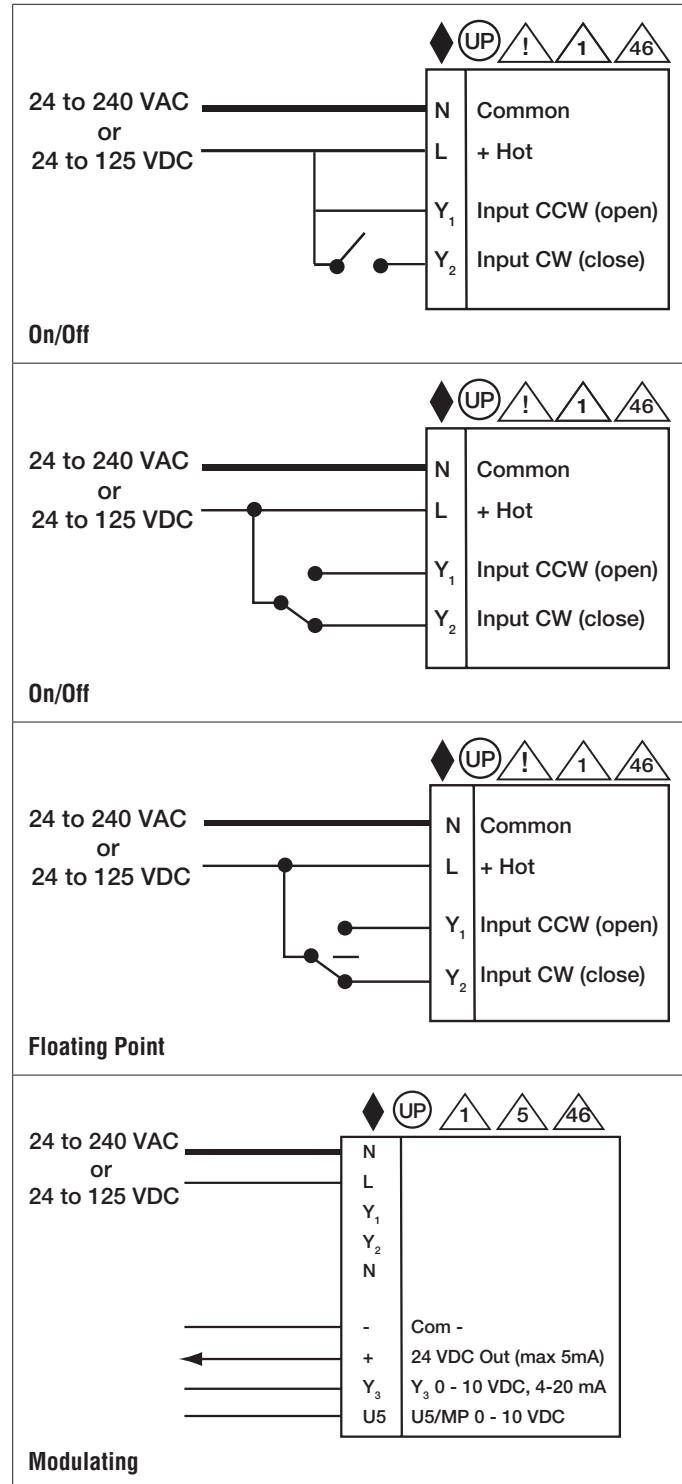 UP ! 1 46
24 to 240 VAC
or
24 to 125 VDC
N Common
L + Hot
Y1 Input CCW (open)
Y2 Input CW (close)
On/Off
UP ! 1 46
24 to 240 VAC
or
24 to 125 VDC
N Common
L + Hot
Y1 Input CCW (open)
Y2 Input CW (close)
On/Off
UP ! 1 46
24 to 240 VAC
or
24 to 125 VDC
N Common
L + Hot
Y1 Input CCW (open)
Y2 Input CW (close)
Floating Point
UP 1 5 46
24 to 240 VAC
or
24 to 125 VDC
N
L
Y1
Y2
N
- Com -
+ 24 VDC Out (max 5mA)
Y3 Y3 0 - 10 VDC, 4-20 mA
U5 U5/MP 0 - 10 VDC
Modulating